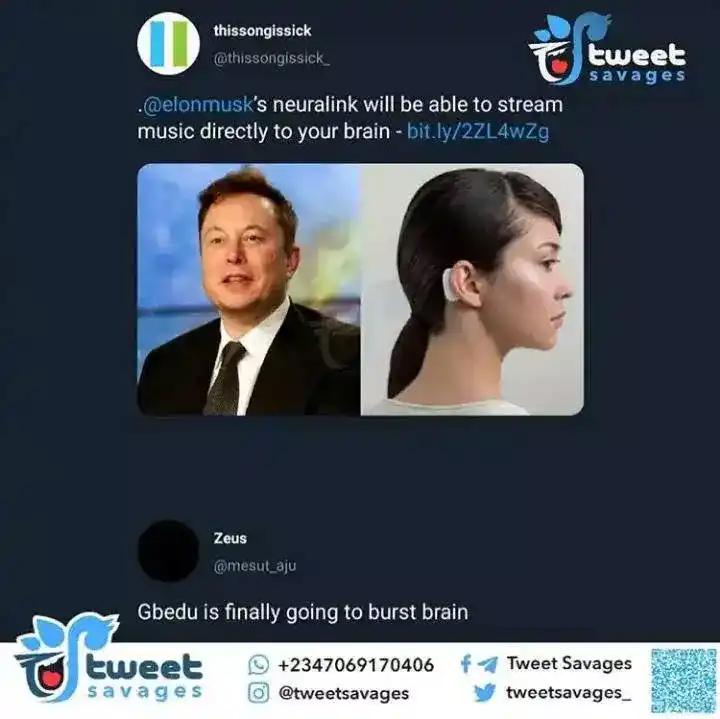 thissongissick
@thissongissick_
tweet
savages
.@elonmusk's neuralink will be able to stream
music directly to your brain - bit.ly/2ZL4wZg
Zeus
@mesut_aju
Gbedu is finally going to burst brain
tweet
savages
+2347069170406
Tweet Savages
@tweetsavages
tweetsavages_